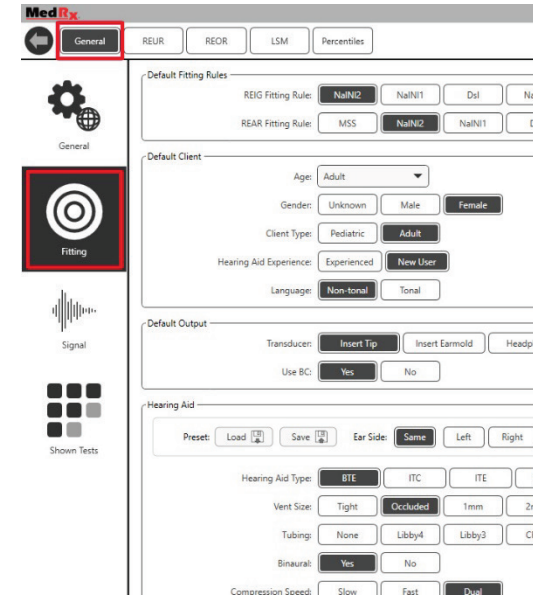 MedRx
General REUR REOR LSM Percentiles
Default Fitting Rules
REIG Fitting Rule: NalNl2 NalNl1 Dsl
REAR Fitting Rule: MSS NalNl2 NalNl1
General
Default Client
Age: Adult
Gender: Unknown Male Female
Client Type: Pediatric Adult
Fitting
Hearing Aid Experience: Experienced New User
Language: Non-tonal Tonal
Default Output
Transducer: Insert Tip Insert Earmold Headp
Signal
Use BC: Yes No
Hearing Aid
Preset: Load Save Ear Side: Same Left Right
Shown Tests
Hearing Aid Type: BTE ITC ITE
Vent Size: Tight Occluded 1mm
Tubing: None Libby4 Libby3
Binaural: Yes No
Compression Speed: Slow Fast Dual